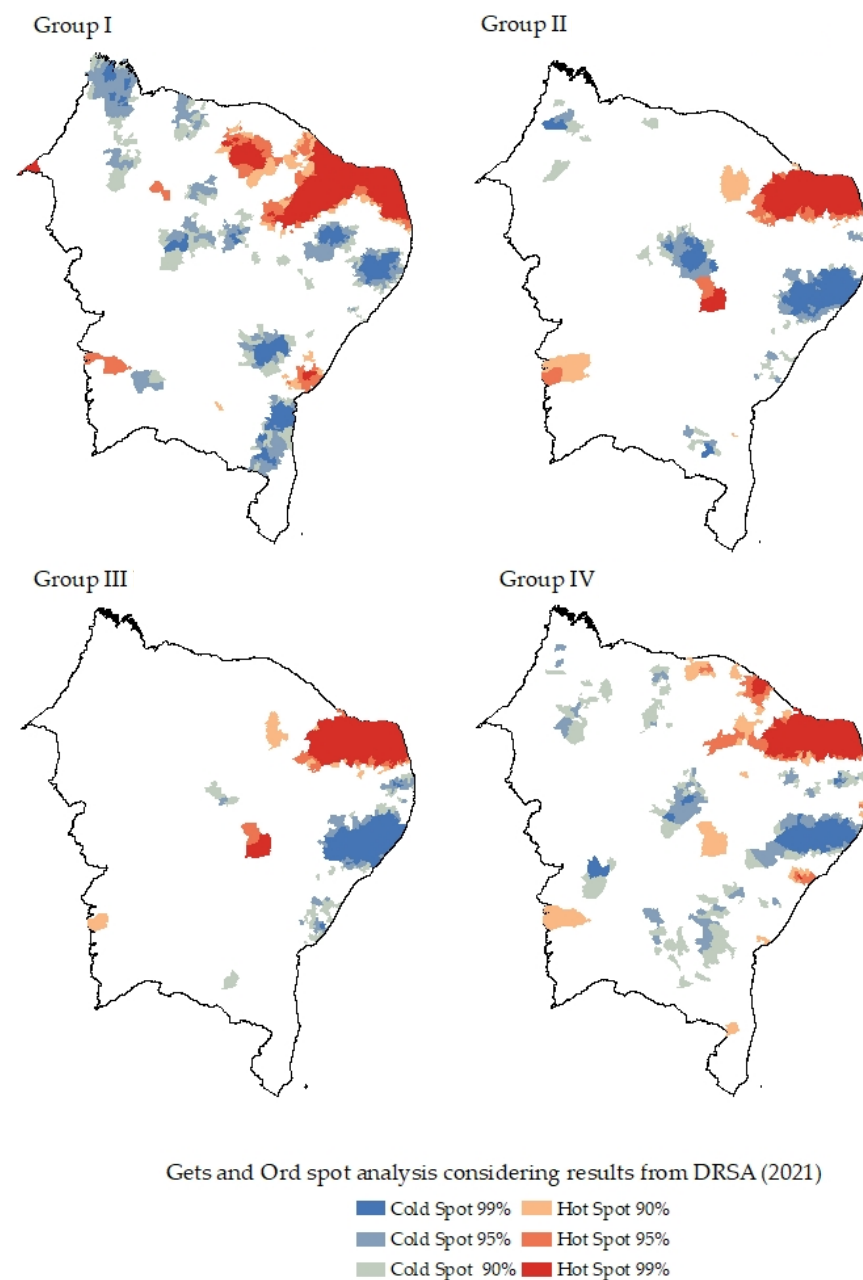 Group I
Group II
Group III
Group IV
Gets and Ord spot analysis considering results from DRSA (2021)
Cold Spot 99% Hot Spot 90%
Cold Spot 95% Hot Spot 95%
Cold Spot 90% Hot Spot 99%